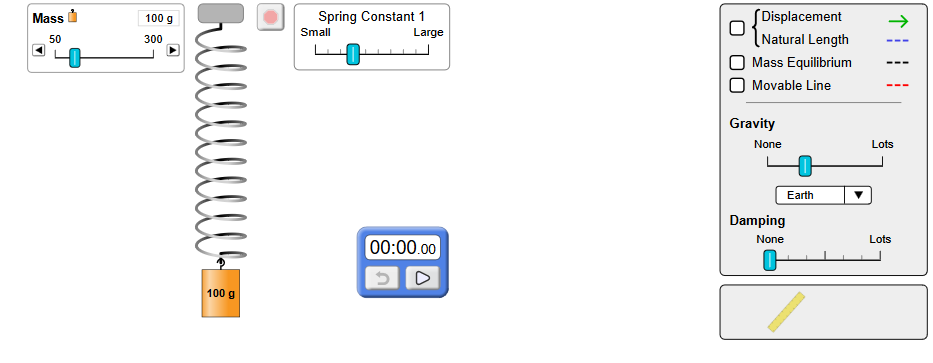 Mass
100 g
50
300
Spring Constant 1
Small
Large
100 g
00:00.00
Displacement
Natural Length
Mass Equilibrium
Movable Line
Gravity
None
Lots
Earth
Damping
None
Lots